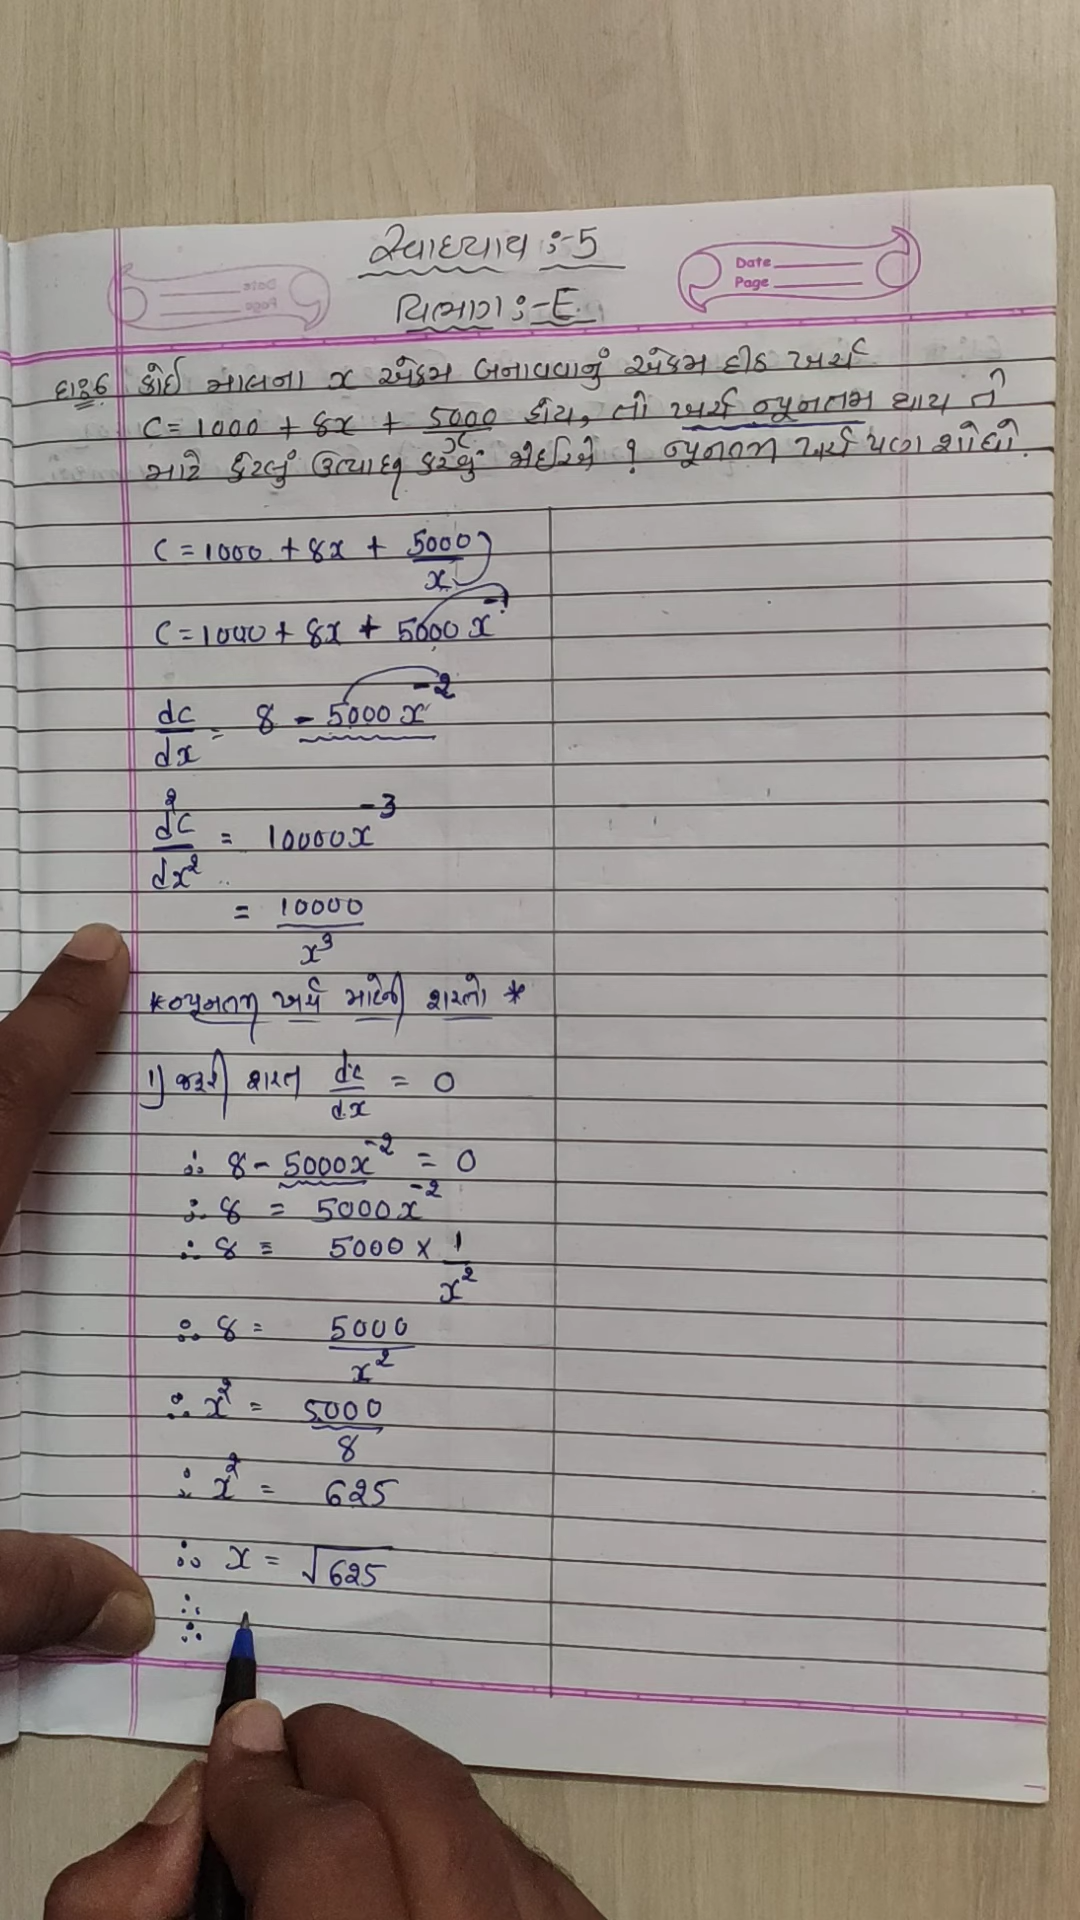 સ્વાધ્યાય :-5
Date
Page
વિભાગ :-E
દા.6 કોઈ માલના x એકમ બનાવવાનું એકમ દીઠ ખર્ચ
C = 1000 + 8x + 5000/x હોય, તો ખર્ચ ન્યૂનતમ થાય તે
માટે કેટલું ઉત્પાદન કરવું જોઈએ ? ન્યૂનતમ ખર્ચ પણ શોધો.
C = 1000 + 8x + 5000/x
C = 1000 + 8x + 5000x⁻¹
dc/dx = 8 - 5000x⁻²
d²c/dx² = 10000x⁻³
= 10000/x³
* ન્યૂનતમ ખર્ચ માટેની શરતો *
1) જરૂરી શરત dc/dx = 0
∴ 8 - 5000x⁻² = 0
∴ 8 = 5000x⁻²
∴ 8 = 5000 × 1/x²
∴ 8 = 5000/x²
∴ x² = 5000/8
∴ x² = 625
∴ x = √625
∴
∴